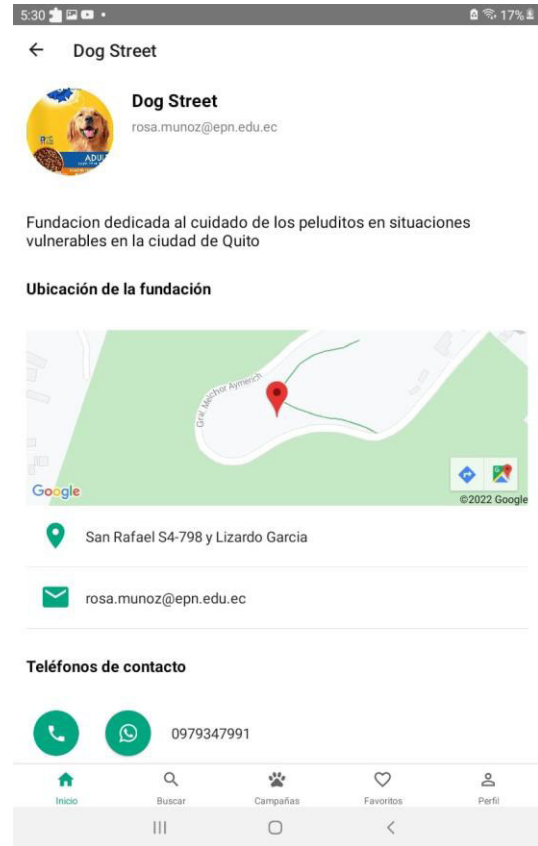 5:30
17%
Dog Street
ADUL
Dog Street
rosa.munoz@epn.edu.ec
Fundacion dedicada al cuidado de los peluditos en situaciones
vulnerables en la ciudad de Quito
Ubicación de la fundación
Gral. Melchor Aymerich
Google
©2022 Google
San Rafael S4-798 y Lizardo Garcia
rosa.munoz@epn.edu.ec
Teléfonos de contacto
0979347991
Inicio
Buscar
Campañas
Favoritos
Perfil